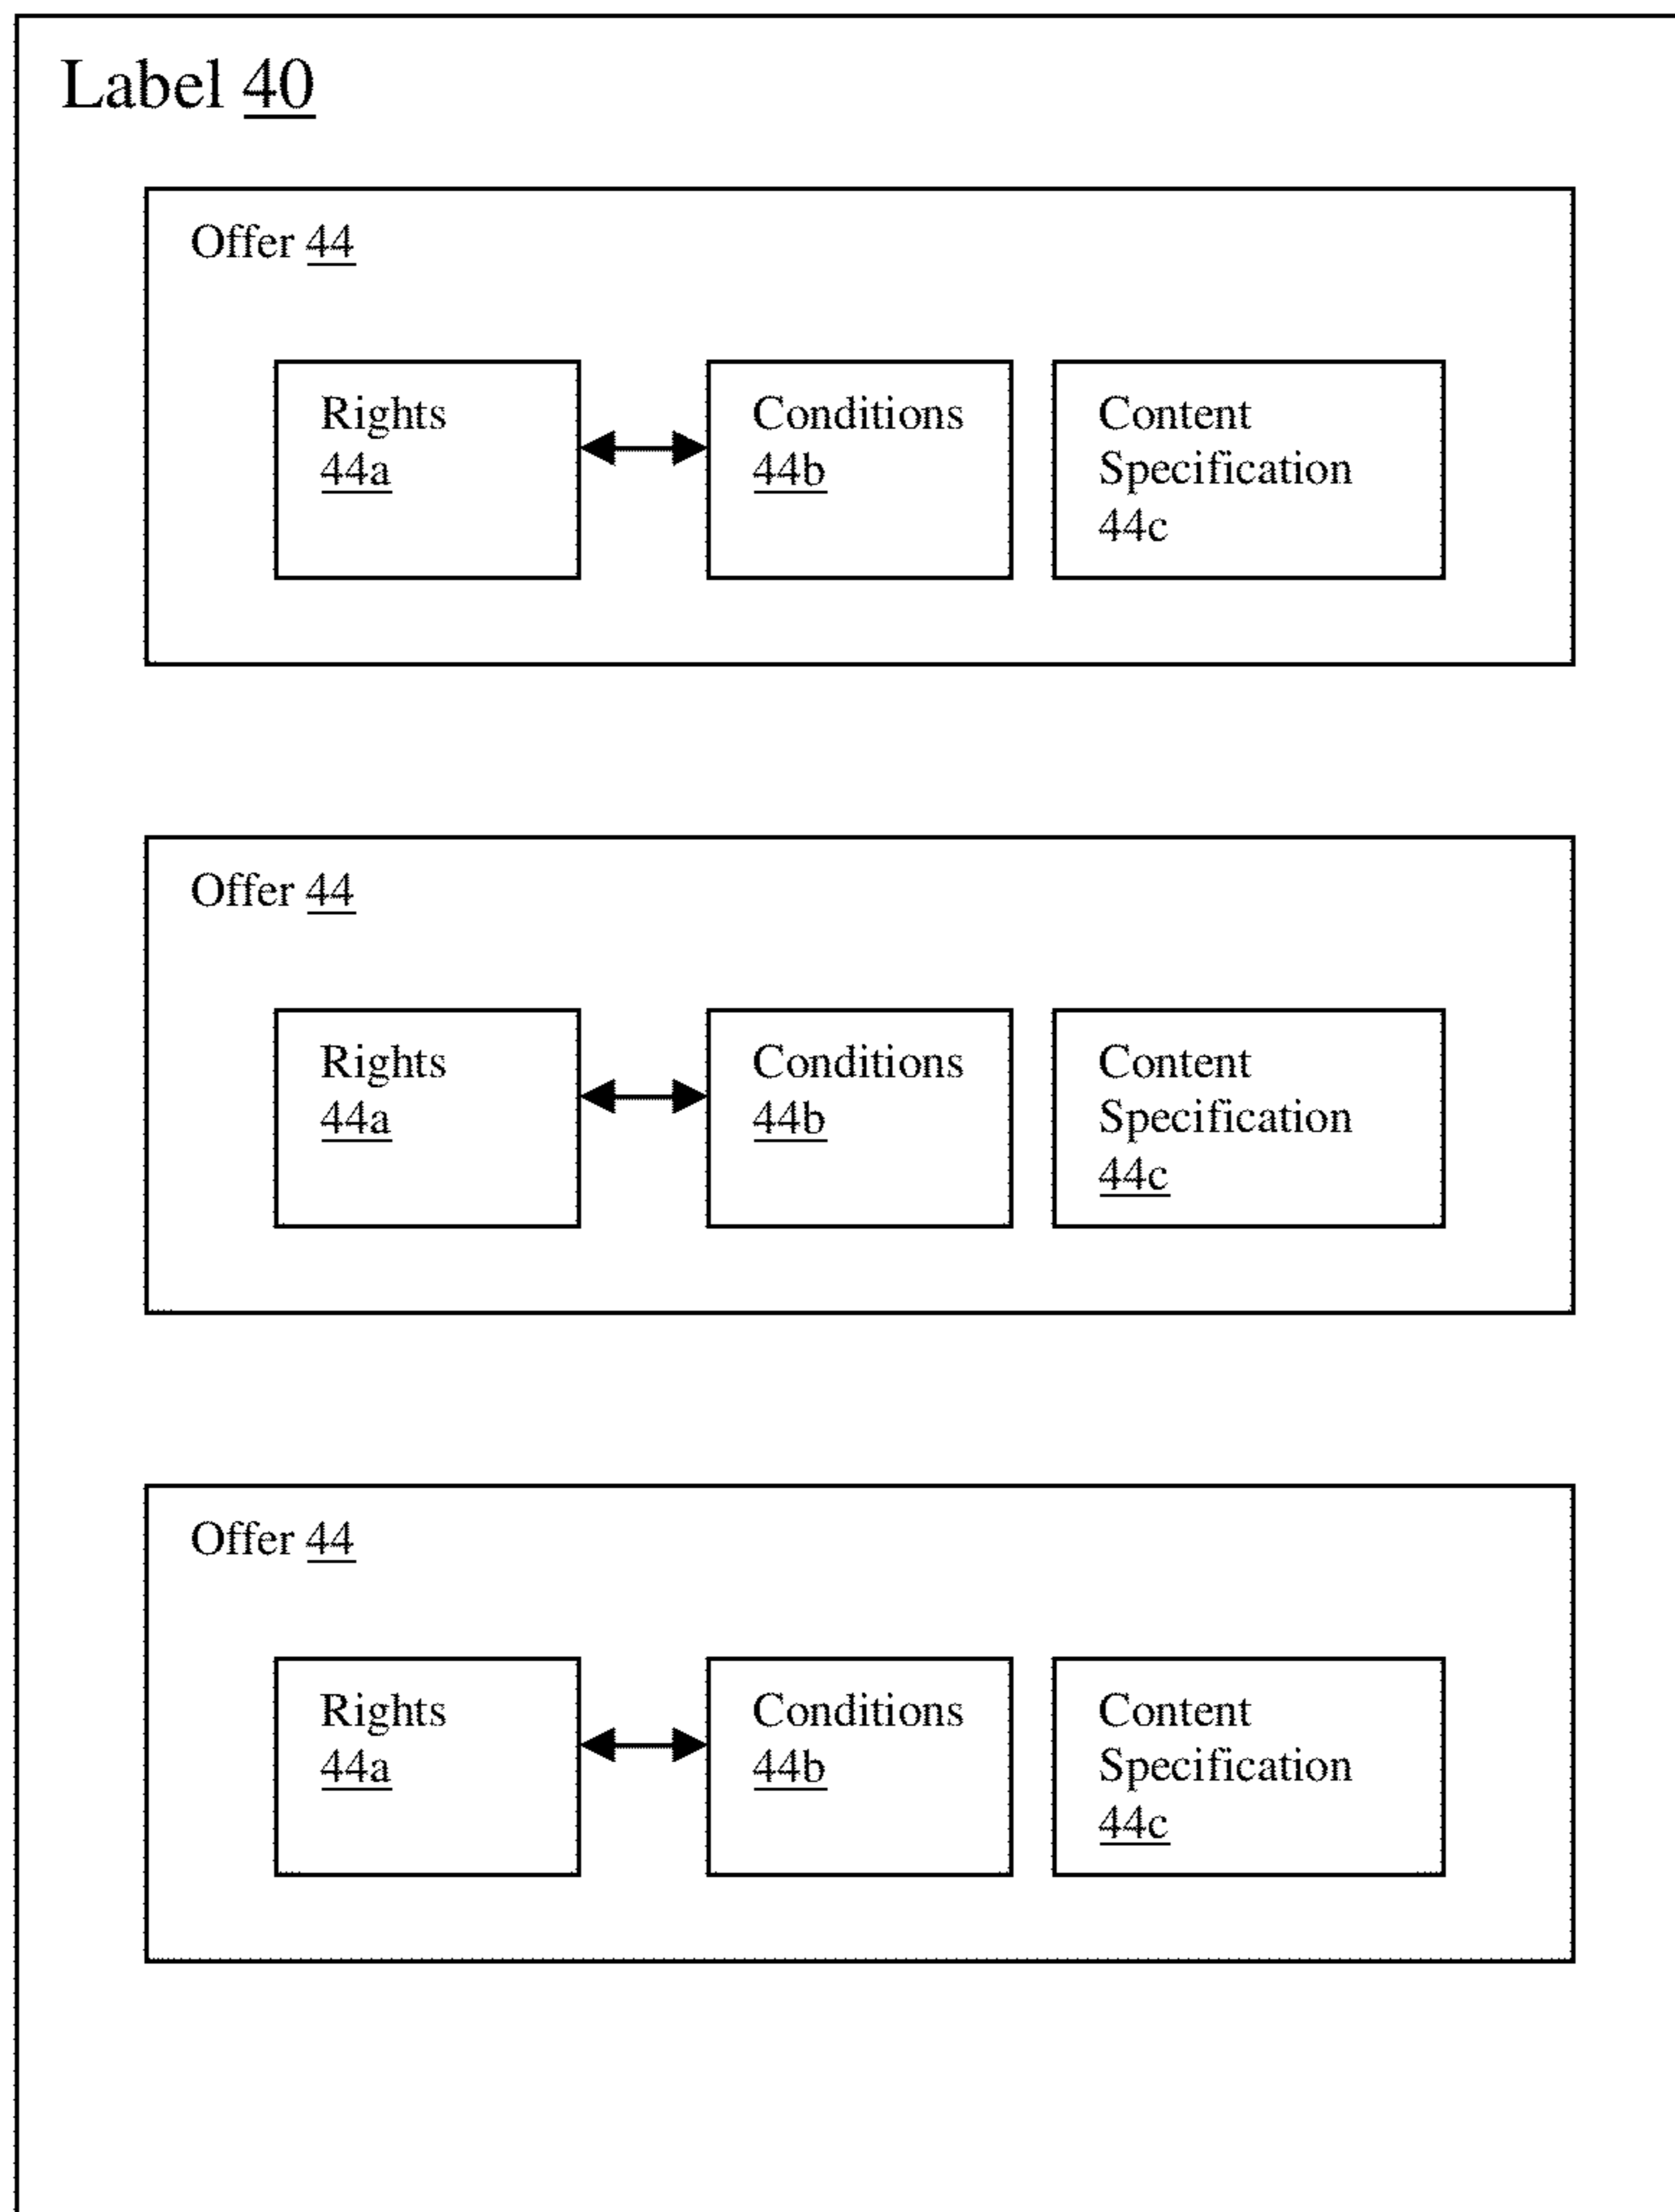 Label 40
Offer 44
Rights
44a
Conditions
44b
Content
Specification
44c
Offer 44
Rights
44a
Conditions
44b
Content
Specification
44c
Offer 44
Rights
44a
Conditions
44b
Content
Specification
44c